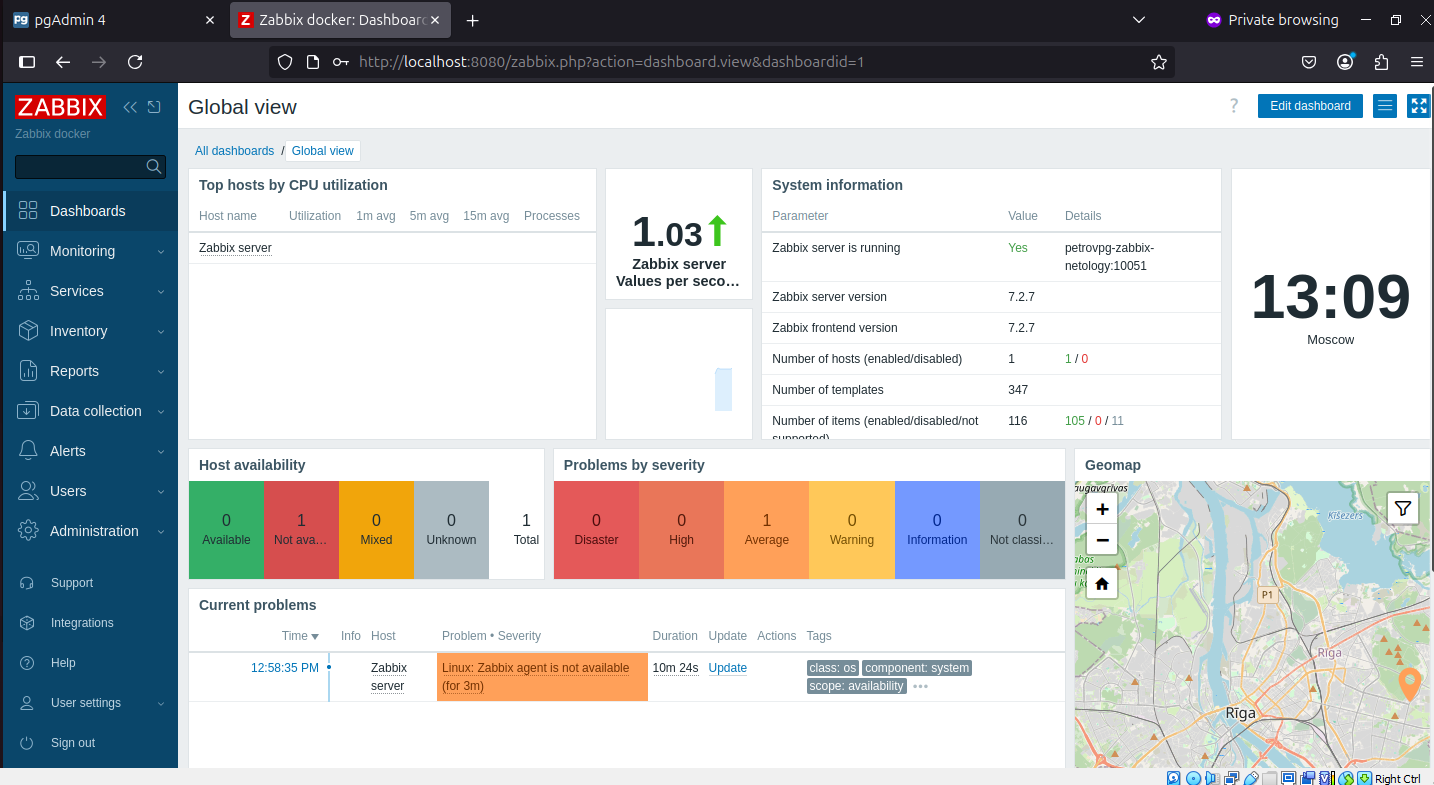 pgAdmin 4
Zabbix docker: Dashboard
Private browsing
http://localhost:8080/zabbix.php?action=dashboard.view&dashboardid=1
ZABBIX
Zabbix docker
Dashboards
Monitoring
Services
Inventory
Reports
Data collection
Alerts
Users
Administration
Support
Integrations
Help
User settings
Sign out
Global view
? Edit dashboard
All dashboards / Global view
Top hosts by CPU utilization
Host name Utilization 1m avg 5m avg 15m avg Processes
Zabbix server
1.03
Zabbix server
Values per seco…
System information
Parameter Value Details
Zabbix server is running Yes petrovpg-zabbix-
netology:10051
Zabbix server version 7.2.7
Zabbix frontend version 7.2.7
Number of hosts (enabled/disabled) 1 1 / 0
Number of templates 347
Number of items (enabled/disabled/not 116 105 / 0 / 11
supported)
13:09
Moscow
Host availability
0 1 0 0 1
Available Not ava… Mixed Unknown Total
Problems by severity
0 0 1 0 0 0
Disaster High Average Warning Information Not classi…
Current problems
Time Info Host Problem • Severity Duration Update Actions Tags
12:58:35 PM Zabbix Linux: Zabbix agent is not available 10m 24s Update class: os component: system
server (for 3m) scope: availability •••
Geomap
augavgrīvas
+
Ķīšezers
−
P1
Rīga
Rīga
Right Ctrl